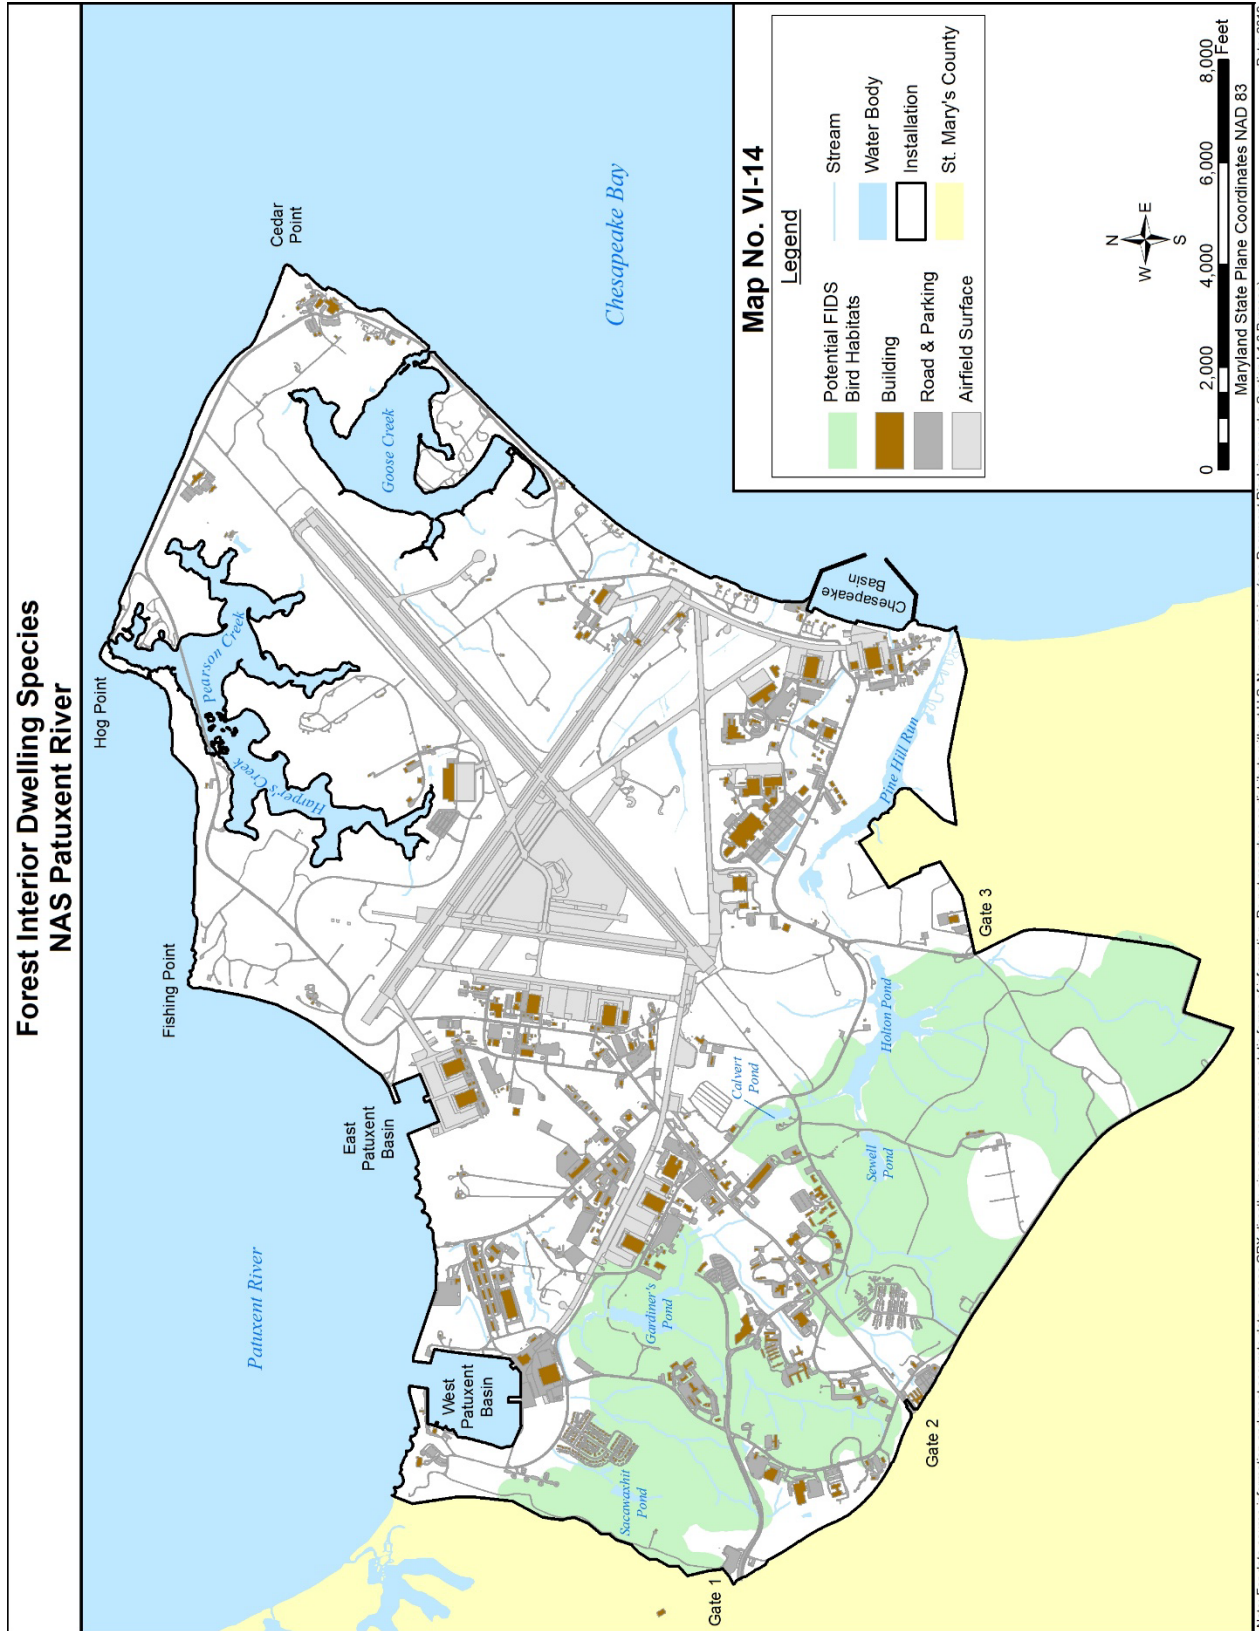 Forest Interior Dwelling Species
NAS Patuxent River
Hog Point
Fishing Point
Cedar
Point
Pearson Creek
Harper's Creek
Goose Creek
Chesapeake Bay
Patuxent River
East
Patuxent
Basin
West
Patuxent
Basin
Chesapeake
Basin
Pine Hill Run
Holton Pond
Calvert
Pond
Sewell
Pond
Gardiner's
Pond
Sacawaxhit
Pond
Gate 1
Gate 2
Gate 3
Map No. VI-14
Legend
Potential FIDS
Bird Habitats
Building
Road & Parking
Airfield Surface
Stream
Water Body
Installation
St. Mary's County
N
W
E
S
0
2,000
4,000
6,000
8,000
Feet
Maryland State Plane Coordinates NAD 83